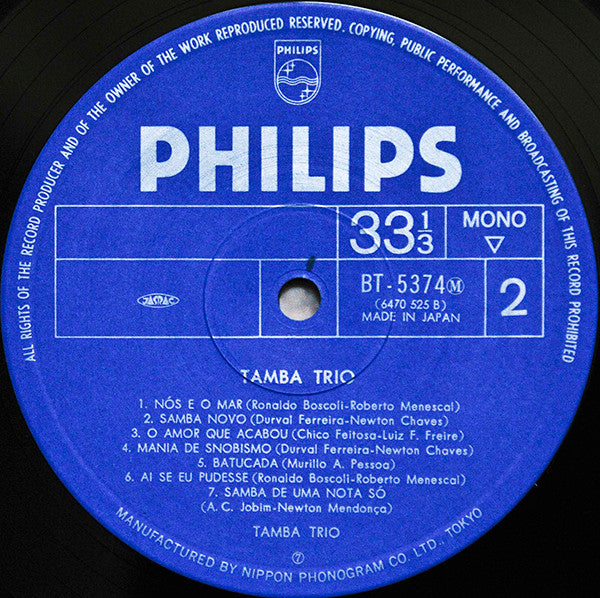 ALL RIGHTS OF THE RECORD PRODUCER AND OF THE OWNER OF THE WORK REPRODUCED RESERVED. COPYING, PUBLIC PERFORMANCE AND BROADCASTING OF THIS RECORD PROHIBITED
PHILIPS
PHILIPS
33 1/3
MONO
▽
JASRAC
BT-5374Ⓜ
(6470 525 B)
MADE IN JAPAN
2
TAMBA TRIO
1. NÓS E O MAR (Ronaldo Boscoli-Roberto Menescal)
2. SAMBA NOVO (Durval Ferreira-Newton Chaves)
3. O AMOR QUE ACABOU (Chico Feitosa-Luiz F. Freire)
4. MANIA DE SNOBISMO (Durval Ferreira-Newton Chaves)
5. BATUCADA (Murillo A. Pessoa)
6. AI SE EU PUDESSE (Ronaldo Boscoli-Roberto Menescal)
7. SAMBA DE UMA NOTA SÓ
(A. C. Jobim-Newton Mendonça)
TAMBA TRIO
⑦
MANUFACTURED BY NIPPON PHONOGRAM CO. LTD., TOKYO